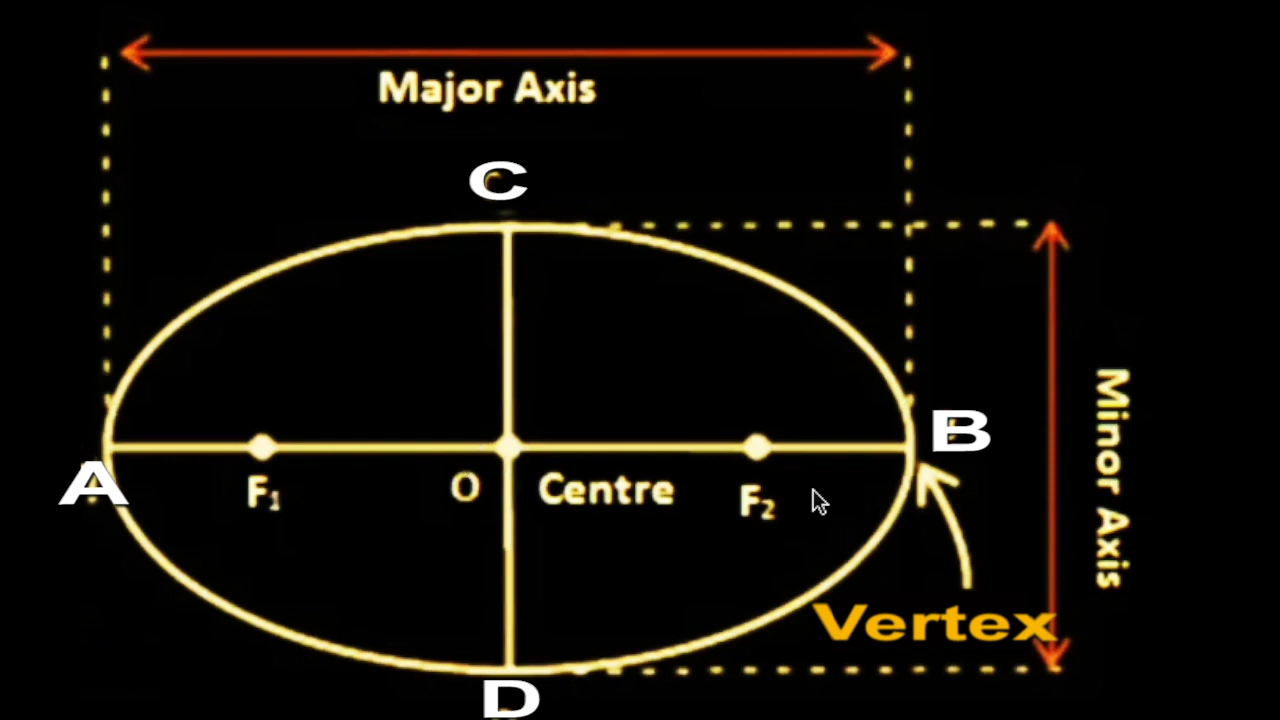 Major Axis
C
B
A
F₁
O
Centre
F₂
Minor Axis
Vertex
D